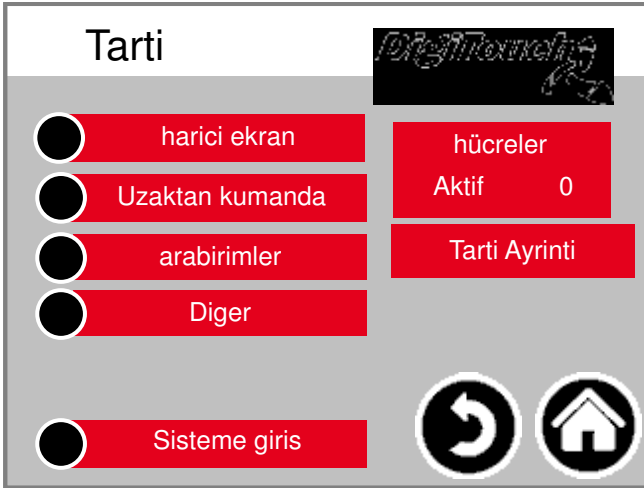 Tarti
DigiTouch
harici ekran
Uzaktan kumanda
arabirimler
Diger
Sisteme giris
hücreler
Aktif 0
Tarti Ayrinti